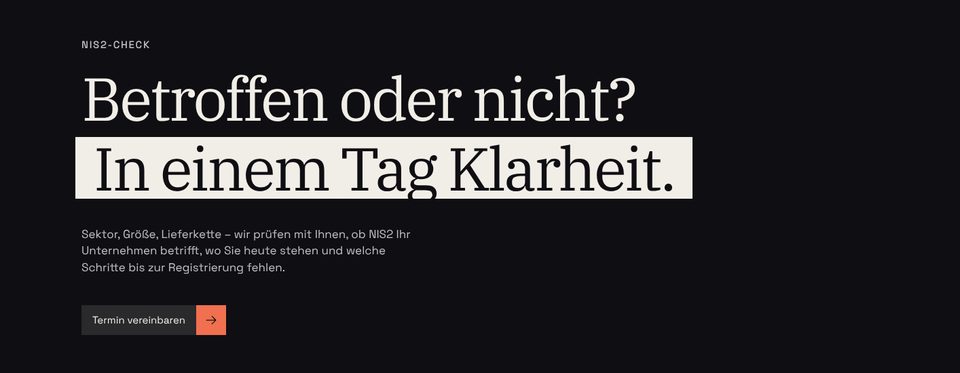 NIS2-CHECK
Betroffen oder nicht?
In einem Tag Klarheit.
Sektor, Größe, Lieferkette – wir prüfen mit Ihnen, ob NIS2 Ihr
Unternehmen betrifft, wo Sie heute stehen und welche
Schritte bis zur Registrierung fehlen.
Termin vereinbaren →